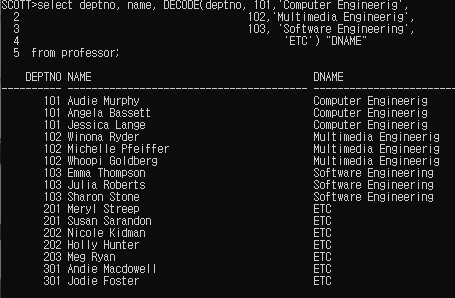 SCOTT>select deptno, name, DECODE(deptno, 101,'Computer Engineerig',
2 102,'Multimedia Engineerig',
3 103, 'Software Engineering',
4 'ETC') "DNAME"
5 from professor;
DEPTNO NAME DNAME
101 Audie Murphy Computer Engineerig
101 Angela Bassett Computer Engineerig
101 Jessica Lange Computer Engineerig
102 Winona Ryder Multimedia Engineerig
102 Michelle Pfeiffer Multimedia Engineerig
102 Whoopi Goldberg Multimedia Engineerig
103 Emma Thompson Software Engineering
103 Julia Roberts Software Engineering
103 Sharon Stone Software Engineering
201 Meryl Streep ETC
201 Susan Sarandon ETC
202 Nicole Kidman ETC
202 Holly Hunter ETC
203 Meg Ryan ETC
301 Andie Macdowell ETC
301 Jodie Foster ETC